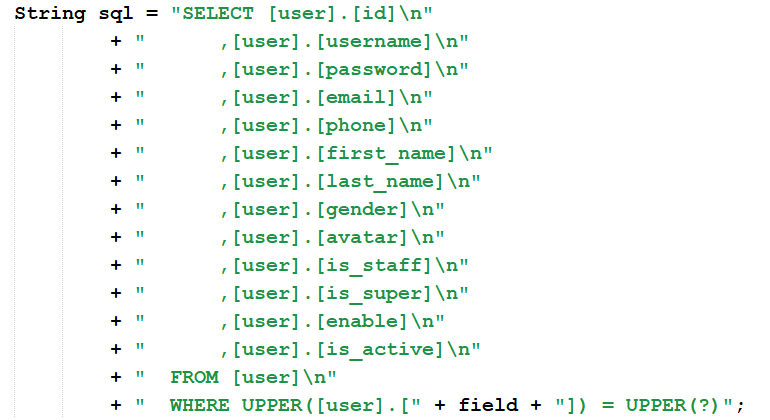 String sql = "SELECT [user].[id]\n"
+ "      ,[user].[username]\n"
+ "      ,[user].[password]\n"
+ "      ,[user].[email]\n"
+ "      ,[user].[phone]\n"
+ "      ,[user].[first_name]\n"
+ "      ,[user].[last_name]\n"
+ "      ,[user].[gender]\n"
+ "      ,[user].[avatar]\n"
+ "      ,[user].[is_staff]\n"
+ "      ,[user].[is_super]\n"
+ "      ,[user].[enable]\n"
+ "      ,[user].[is_active]\n"
+ "  FROM [user]\n"
+ "  WHERE UPPER([user].[" + field + "]) = UPPER(?)";